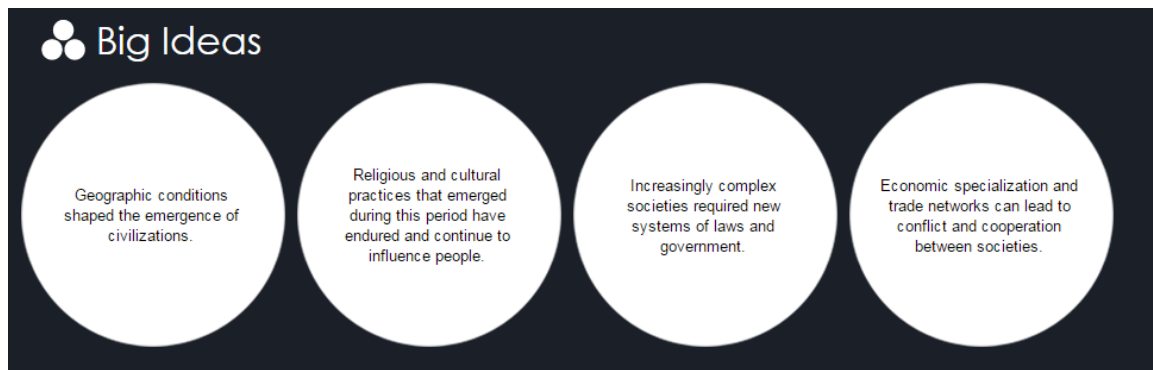 Big Ideas
Geographic conditions
shaped the emergence of
civilizations.
Religious and cultural
practices that emerged
during this period have
endured and continue to
influence people.
Increasingly complex
societies required new
systems of laws and
government.
Economic specialization and
trade networks can lead to
conflict and cooperation
between societies.